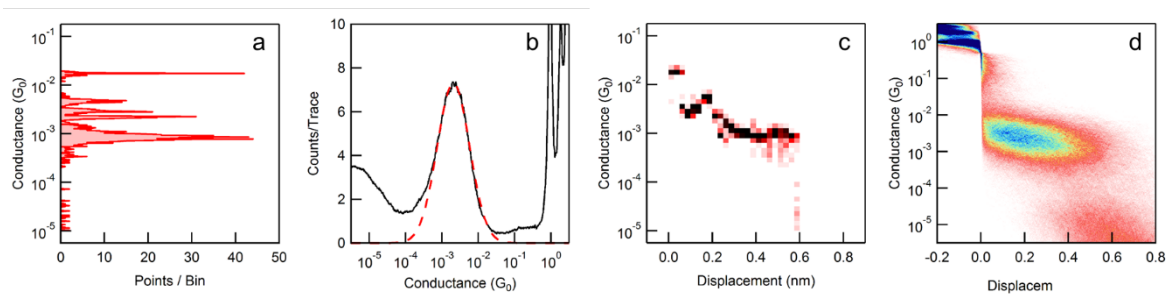 a
10⁻¹
10⁻²
10⁻³
10⁻⁴
10⁻⁵
Conductance (G₀)
0 10 20 30 40 50
Points / Bin
b
10
8
6
4
2
0
Counts/Trace
10⁻⁵ 10⁻⁴ 10⁻³ 10⁻² 10⁻¹ 10⁰
Conductance (G₀)
c
10⁻¹
10⁻²
10⁻³
10⁻⁴
10⁻⁵
Conductance (G₀)
0.0 0.2 0.4 0.6 0.8
Displacement (nm)
d
10⁰
10⁻¹
10⁻²
10⁻³
10⁻⁴
10⁻⁵
Conductance (G₀)
-0.2 0.0 0.2 0.4 0.6 0.8
Displacem